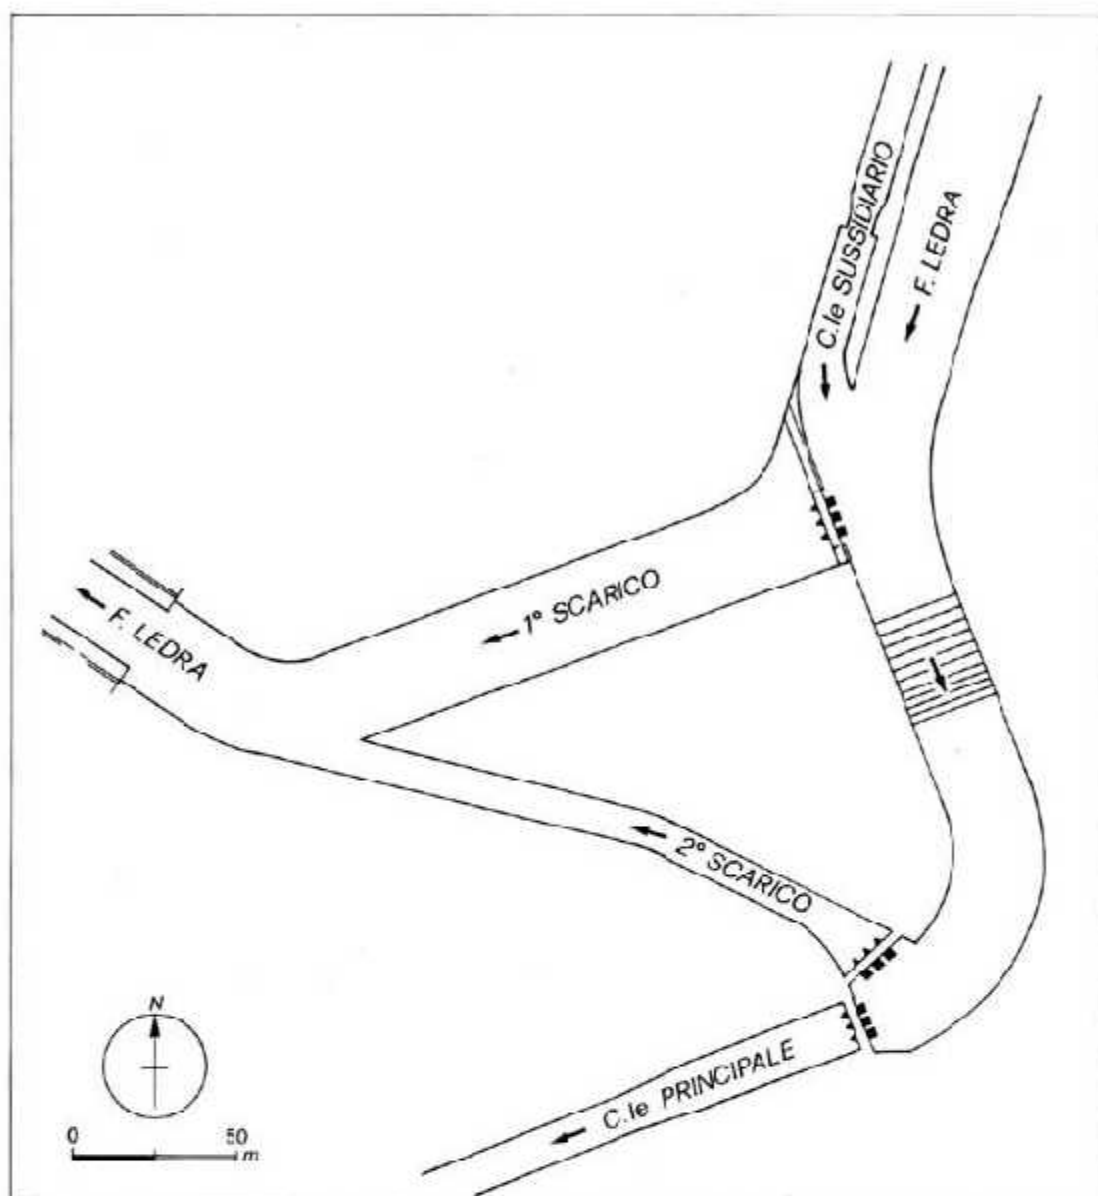 C.le SUSSIDIARIO
F. LEDRA
1° SCARICO
F. LEDRA
2° SCARICO
C.le PRINCIPALE
N
0 50
m